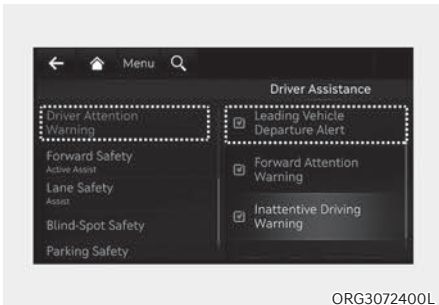 Menu
Driver Assistance
Driver Attention
Warning
Forward Safety
Active Assist
Lane Safety
Assist
Blind-Spot Safety
Parking Safety
Leading Vehicle
Departure Alert
Forward Attention
Warning
Inattentive Driving
Warning
ORG3072400L